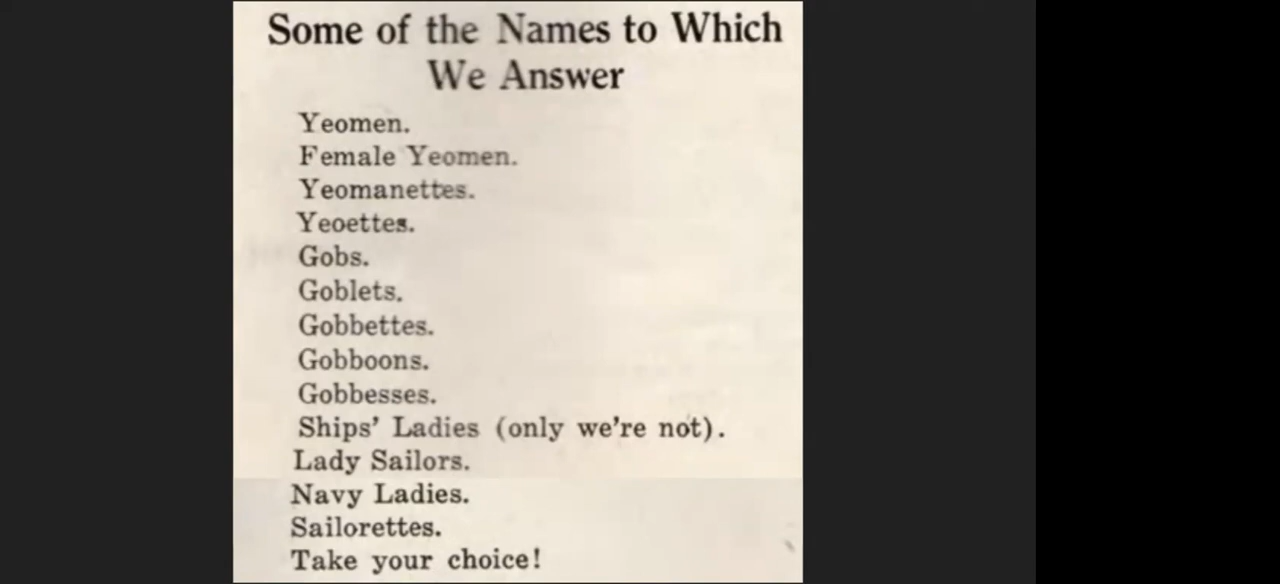 Some of the Names to Which
We Answer
Yeomen.
Female Yeomen.
Yeomanettes.
Yeoettes.
Gobs.
Goblets.
Gobbettes.
Gobboons.
Gobbesses.
Ships' Ladies (only we're not).
Lady Sailors.
Navy Ladies.
Sailorettes.
Take your choice!